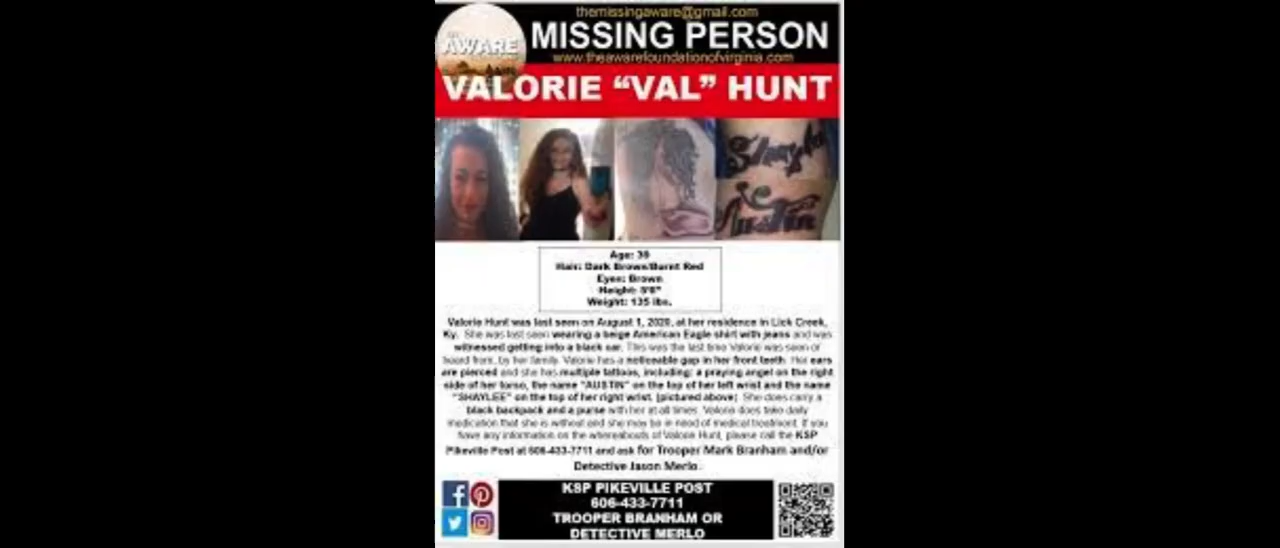 themissingaware@gmail.com
AWARE
MISSING PERSON
www.theawarefoundationofvirginia.com
VALORIE “VAL” HUNT
Shayle
Austin
Age: 39
Hair: Dark Brown/Burnt Red
Eyes: Brown
Height: 5'6"
Weight: 135 lbs.
Valorie Hunt was last seen on August 1, 2020, at her residence in Lick Creek,
Ky. She was last seen wearing a beige American Eagle shirt with jeans and was
witnessed getting into a black car. This was the last time Valorie was seen or
heard from, by her family. Valorie has a noticeable gap in her front teeth. Her ears
are pierced and she has multiple tattoos, including: a praying angel on the right
side of her torso, the name "AUSTIN" on the top of her left wrist and the name
"SHAYLEE" on the top of her right wrist. (pictured above) She does carry a
black backpack and a purse with her at all times. Valorie does take daily
medication that she is without and she may be in need of medical treatment. If you
have any information on the whereabouts of Valorie Hunt, please call the KSP
Pikeville Post at 606-433-7711 and ask for Trooper Mark Branham and/or
Detective Jason Merlo.
KSP PIKEVILLE POST
606-433-7711
TROOPER BRANHAM OR
DETECTIVE MERLO